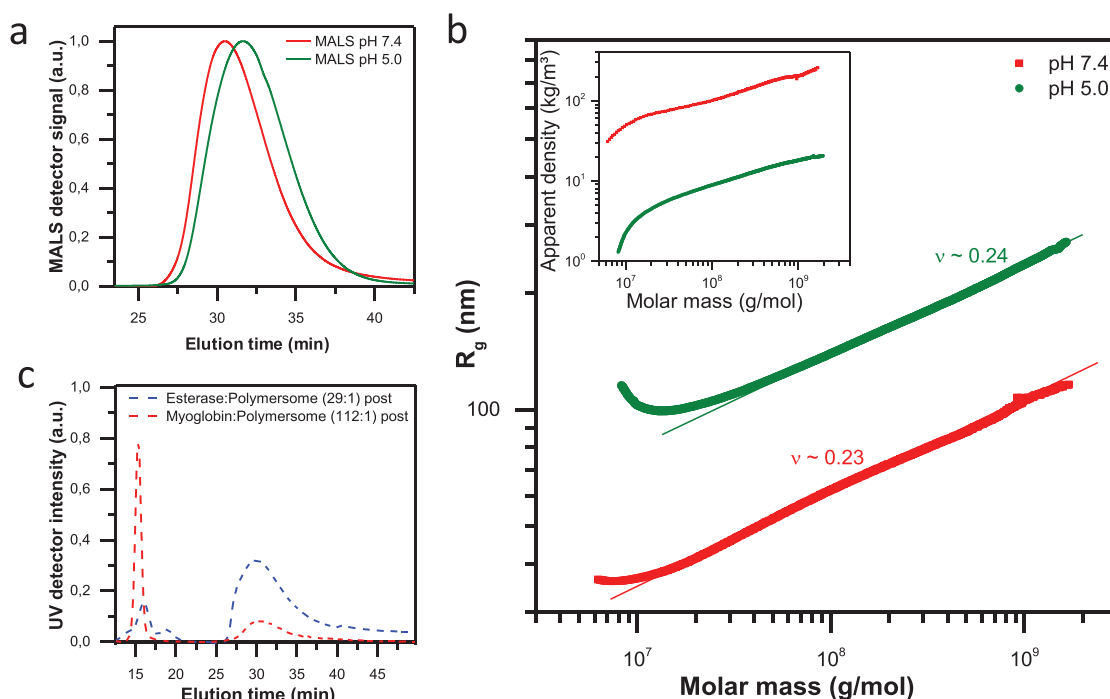 a
MALS detector signal (a.u.)
1,0
0,8
0,6
0,4
0,2
0,0
MALS pH 7.4
MALS pH 5.0
25
30
35
40
Elution time (min)
b
R_g (nm)
100
pH 7.4
pH 5.0
ν ~ 0.24
ν ~ 0.23
10⁷
10⁸
10⁹
Molar mass (g/mol)
Apparent density (kg/m³)
10²
10¹
10⁰
10⁷
10⁸
10⁹
Molar mass (g/mol)
c
UV detector intensity (a.u.)
1,0
0,8
0,6
0,4
0,2
0,0
Esterase:Polymersome (29:1) post
Myoglobin:Polymersome (112:1) post
15
20
25
30
35
40
45
Elution time (min)